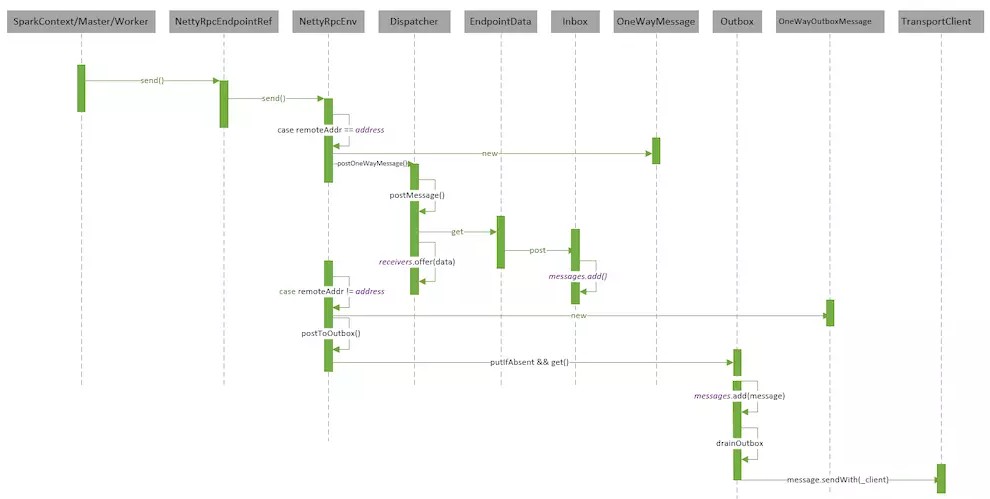 SparkContext/Master/Worker
NettyRpcEndpointRef
NettyRpcEnv
Dispatcher
EndpointData
Inbox
OneWayMessage
Outbox
OneWayOutboxMessage
TransportClient
send()
send()
case remoteAddr == address
new
postOneWayMessage()
postMessage()
get
post
receivers.offer(data)
messages.add()
case remoteAddr != address
new
postToOutbox()
putIfAbsent && get()
messages.add(message)
drainOutbox
message.sendWith(_client)